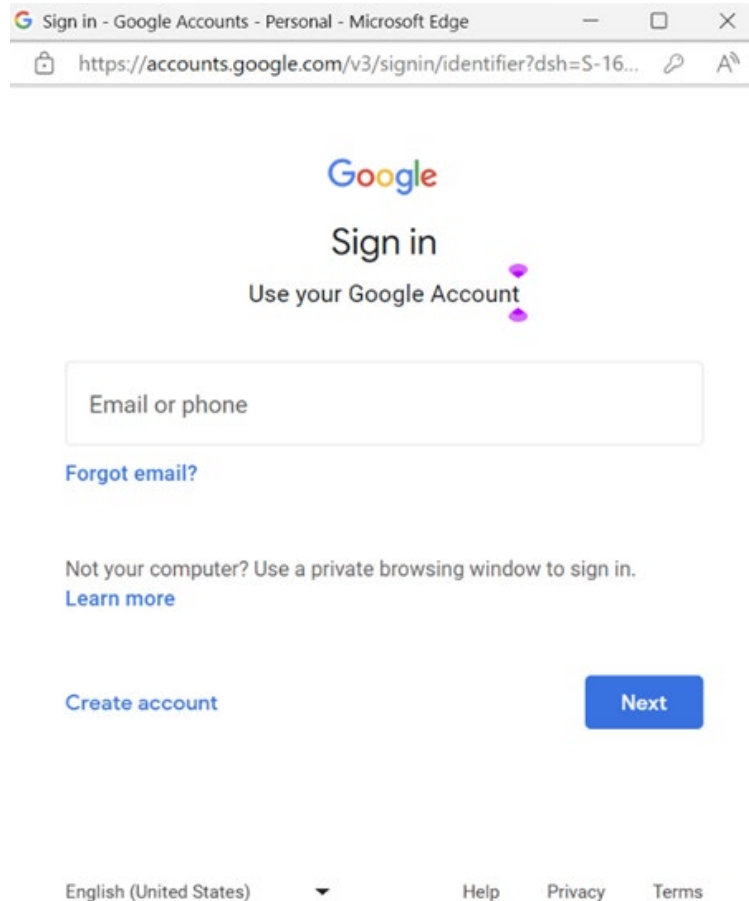 Sign in - Google Accounts - Personal - Microsoft Edge
https://accounts.google.com/v3/signin/identifier?dsh=S-16...
Google
Sign in
Use your Google Account
Email or phone
Forgot email?
Not your computer? Use a private browsing window to sign in.
Learn more
Create account
Next
English (United States) Help Privacy Terms